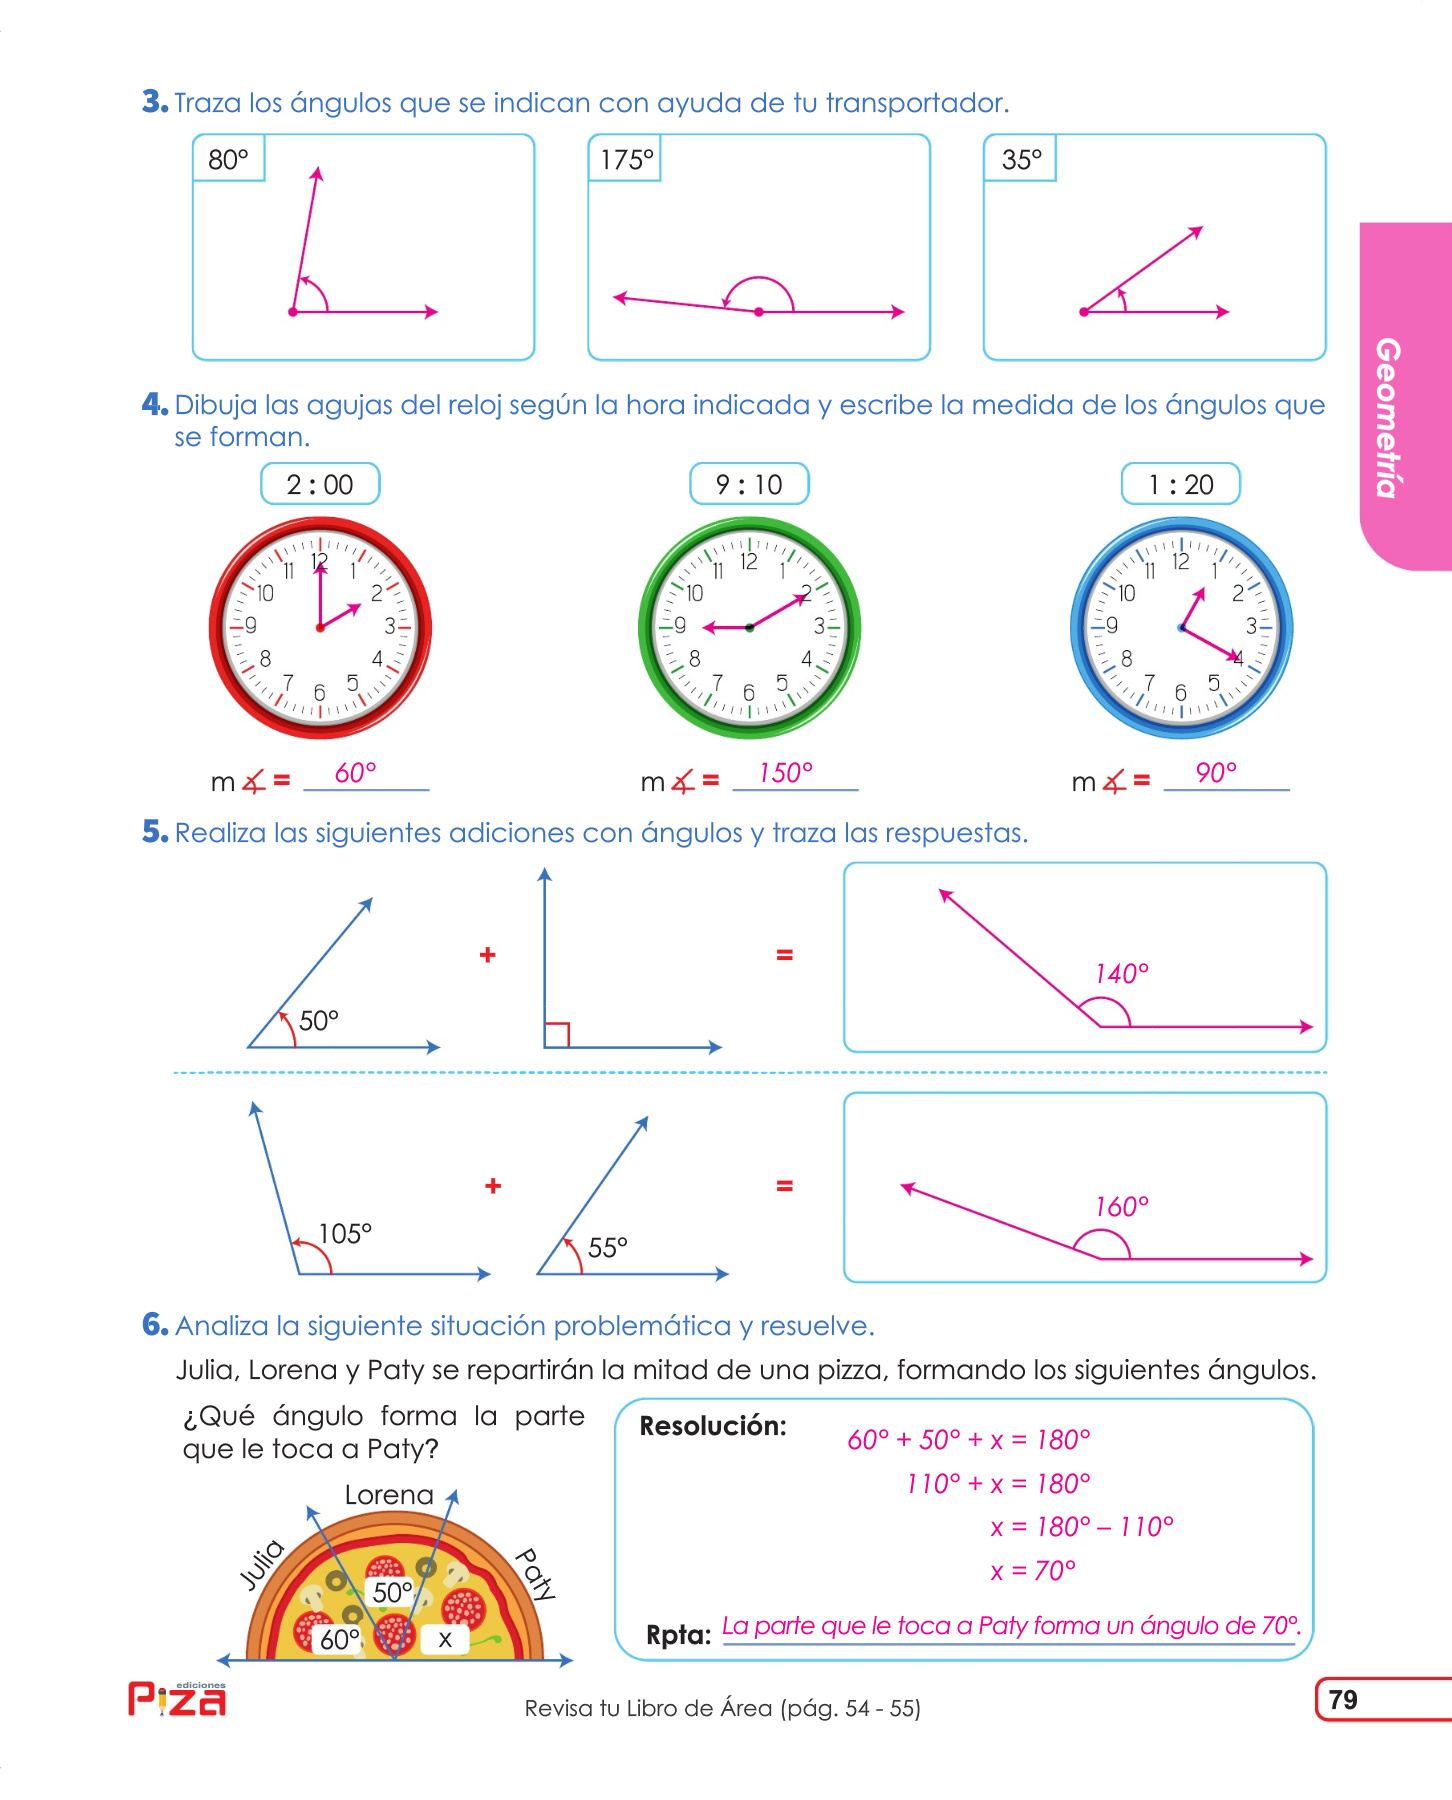 3. Traza los ángulos que se indican con ayuda de tu transportador.
80°
175°
35°
Geometría
4. Dibuja las agujas del reloj según la hora indicada y escribe la medida de los ángulos que
se forman.
2 : 00
9 : 10
1 : 20
12 1 2 3 4 5 6 7 8 9 10 11
12 1 2 3 4 5 6 7 8 9 10 11
12 1 2 3 4 5 6 7 8 9 10 11
m∡ = 60°
m∡ = 150°
m∡ = 90°
5. Realiza las siguientes adiciones con ángulos y traza las respuestas.
50°
+
=
140°
105°
+
55°
=
160°
6. Analiza la siguiente situación problemática y resuelve.
Julia, Lorena y Paty se repartirán la mitad de una pizza, formando los siguientes ángulos.
¿Qué ángulo forma la parte
que le toca a Paty?
Lorena
Julia
Paty
50°
60°
x
Resolución:
60° + 50° + x = 180°
110° + x = 180°
x = 180° – 110°
x = 70°
Rpta: La parte que le toca a Paty forma un ángulo de 70°.
ediciones
Piza
Revisa tu Libro de Área (pág. 54 - 55)
79